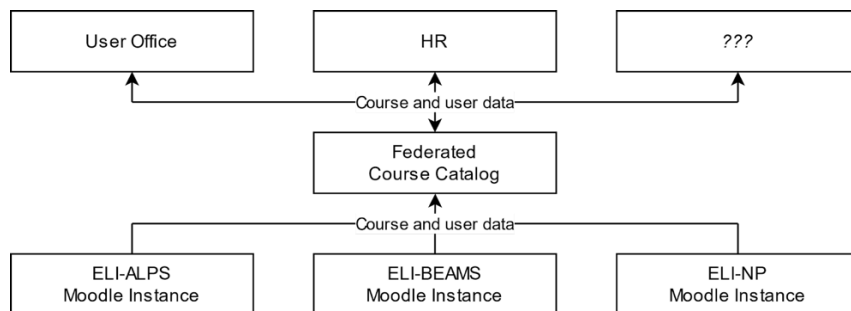 User Office
HR
???
Course and user data
Federated
Course Catalog
Course and user data
ELI-ALPS
Moodle Instance
ELI-BEAMS
Moodle Instance
ELI-NP
Moodle Instance